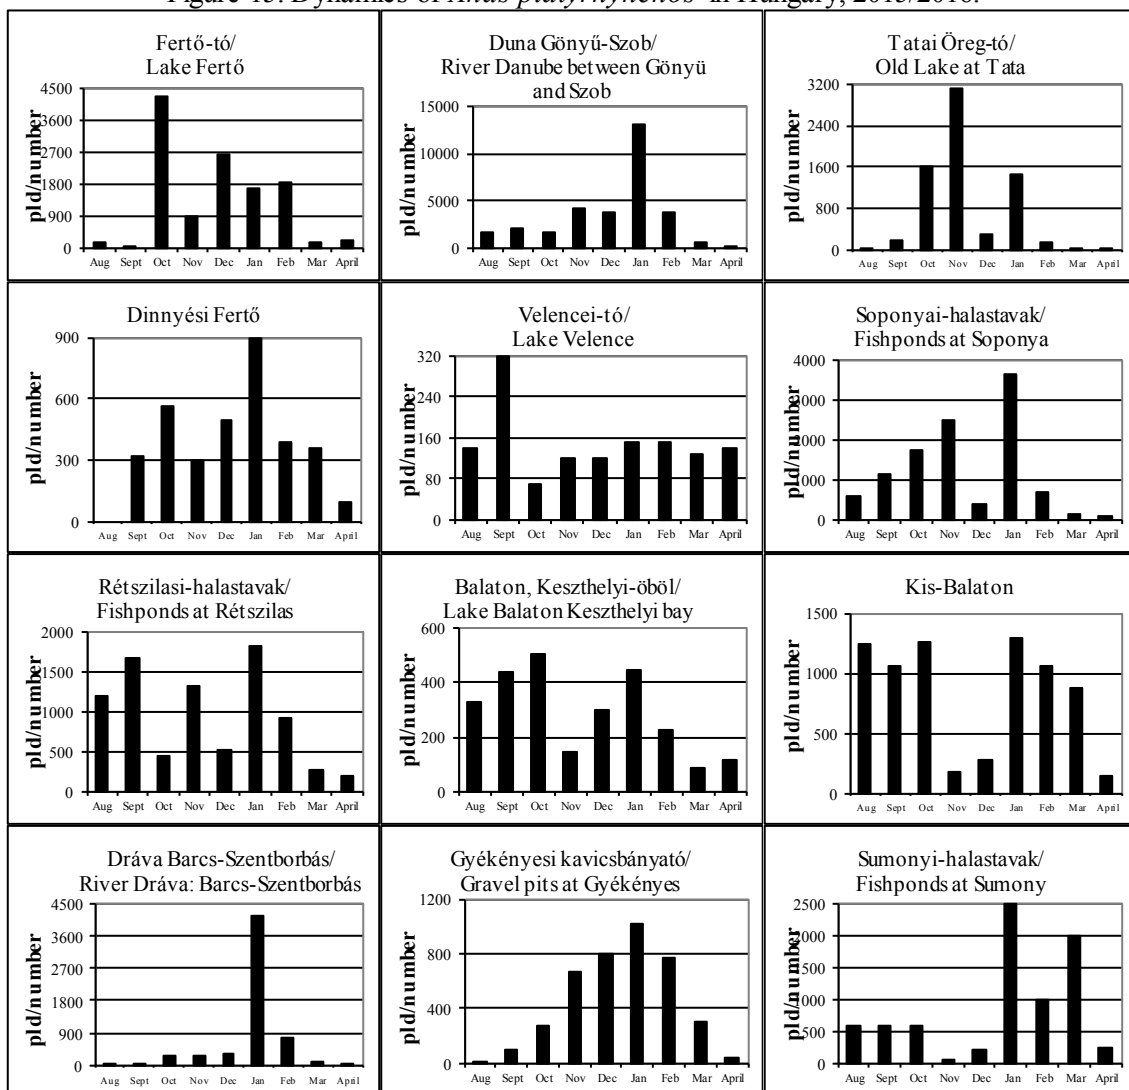 Figure Dynamics of Anas platyrhynchos in Hungary,
Fertő-tó/
Lake Fertő
pld/number
4500
3600
2700
1800
900
0
Aug Sept Oct Nov Dec Jan Feb Mar April
Duna Gönyű-Szob/
River Danube between Gönyü
and Szob
pld/number
15000
10000
5000
0
Aug Sept Oct Nov Dec Jan Feb Mar April
Tatai Öreg-tó/
Old Lake at Tata
pld/number
3200
2400
1600
800
0
Aug Sept Oct Nov Dec Jan Feb Mar April
Dinnyési Fertő
pld/number
900
600
300
0
Aug Sept Oct Nov Dec Jan Feb Mar April
Velencei-tó/
Lake Velence
pld/number
320
240
160
80
0
Aug Sept Oct Nov Dec Jan Feb Mar April
Soponyai-halastavak/
Fishponds at Soponya
pld/number
4000
3000
2000
1000
0
Aug Sept Oct Nov Dec Jan Feb Mar April
Rétszilasi-halastavak/
Fishponds at Rétszilas
pld/number
2000
1500
1000
500
0
Aug Sept Oct Nov Dec Jan Feb Mar April
Balaton, Keszthelyi-öböl/
Lake Balaton Keszthelyi bay
pld/number
600
400
200
0
Aug Sept Oct Nov Dec Jan Feb Mar April
Kis-Balaton
pld/number
1500
1000
500
0
Aug Sept Oct Nov Dec Jan Feb Mar April
Dráva Barcs-Szentborbás/
River Dráva: Barcs-Szentborbás
pld/number
4500
3600
2700
1800
900
0
Aug Sept Oct Nov Dec Jan Feb Mar April
Gyékényesi kavicsbányató/
Gravel pits at Gyékényes
pld/number
1200
800
400
0
Aug Sept Oct Nov Dec Jan Feb Mar April
Sumonyi-halastavak/
Fishponds at Sumony
pld/number
2500
2000
1500
1000
500
0
Aug Sept Oct Nov Dec Jan Feb Mar April